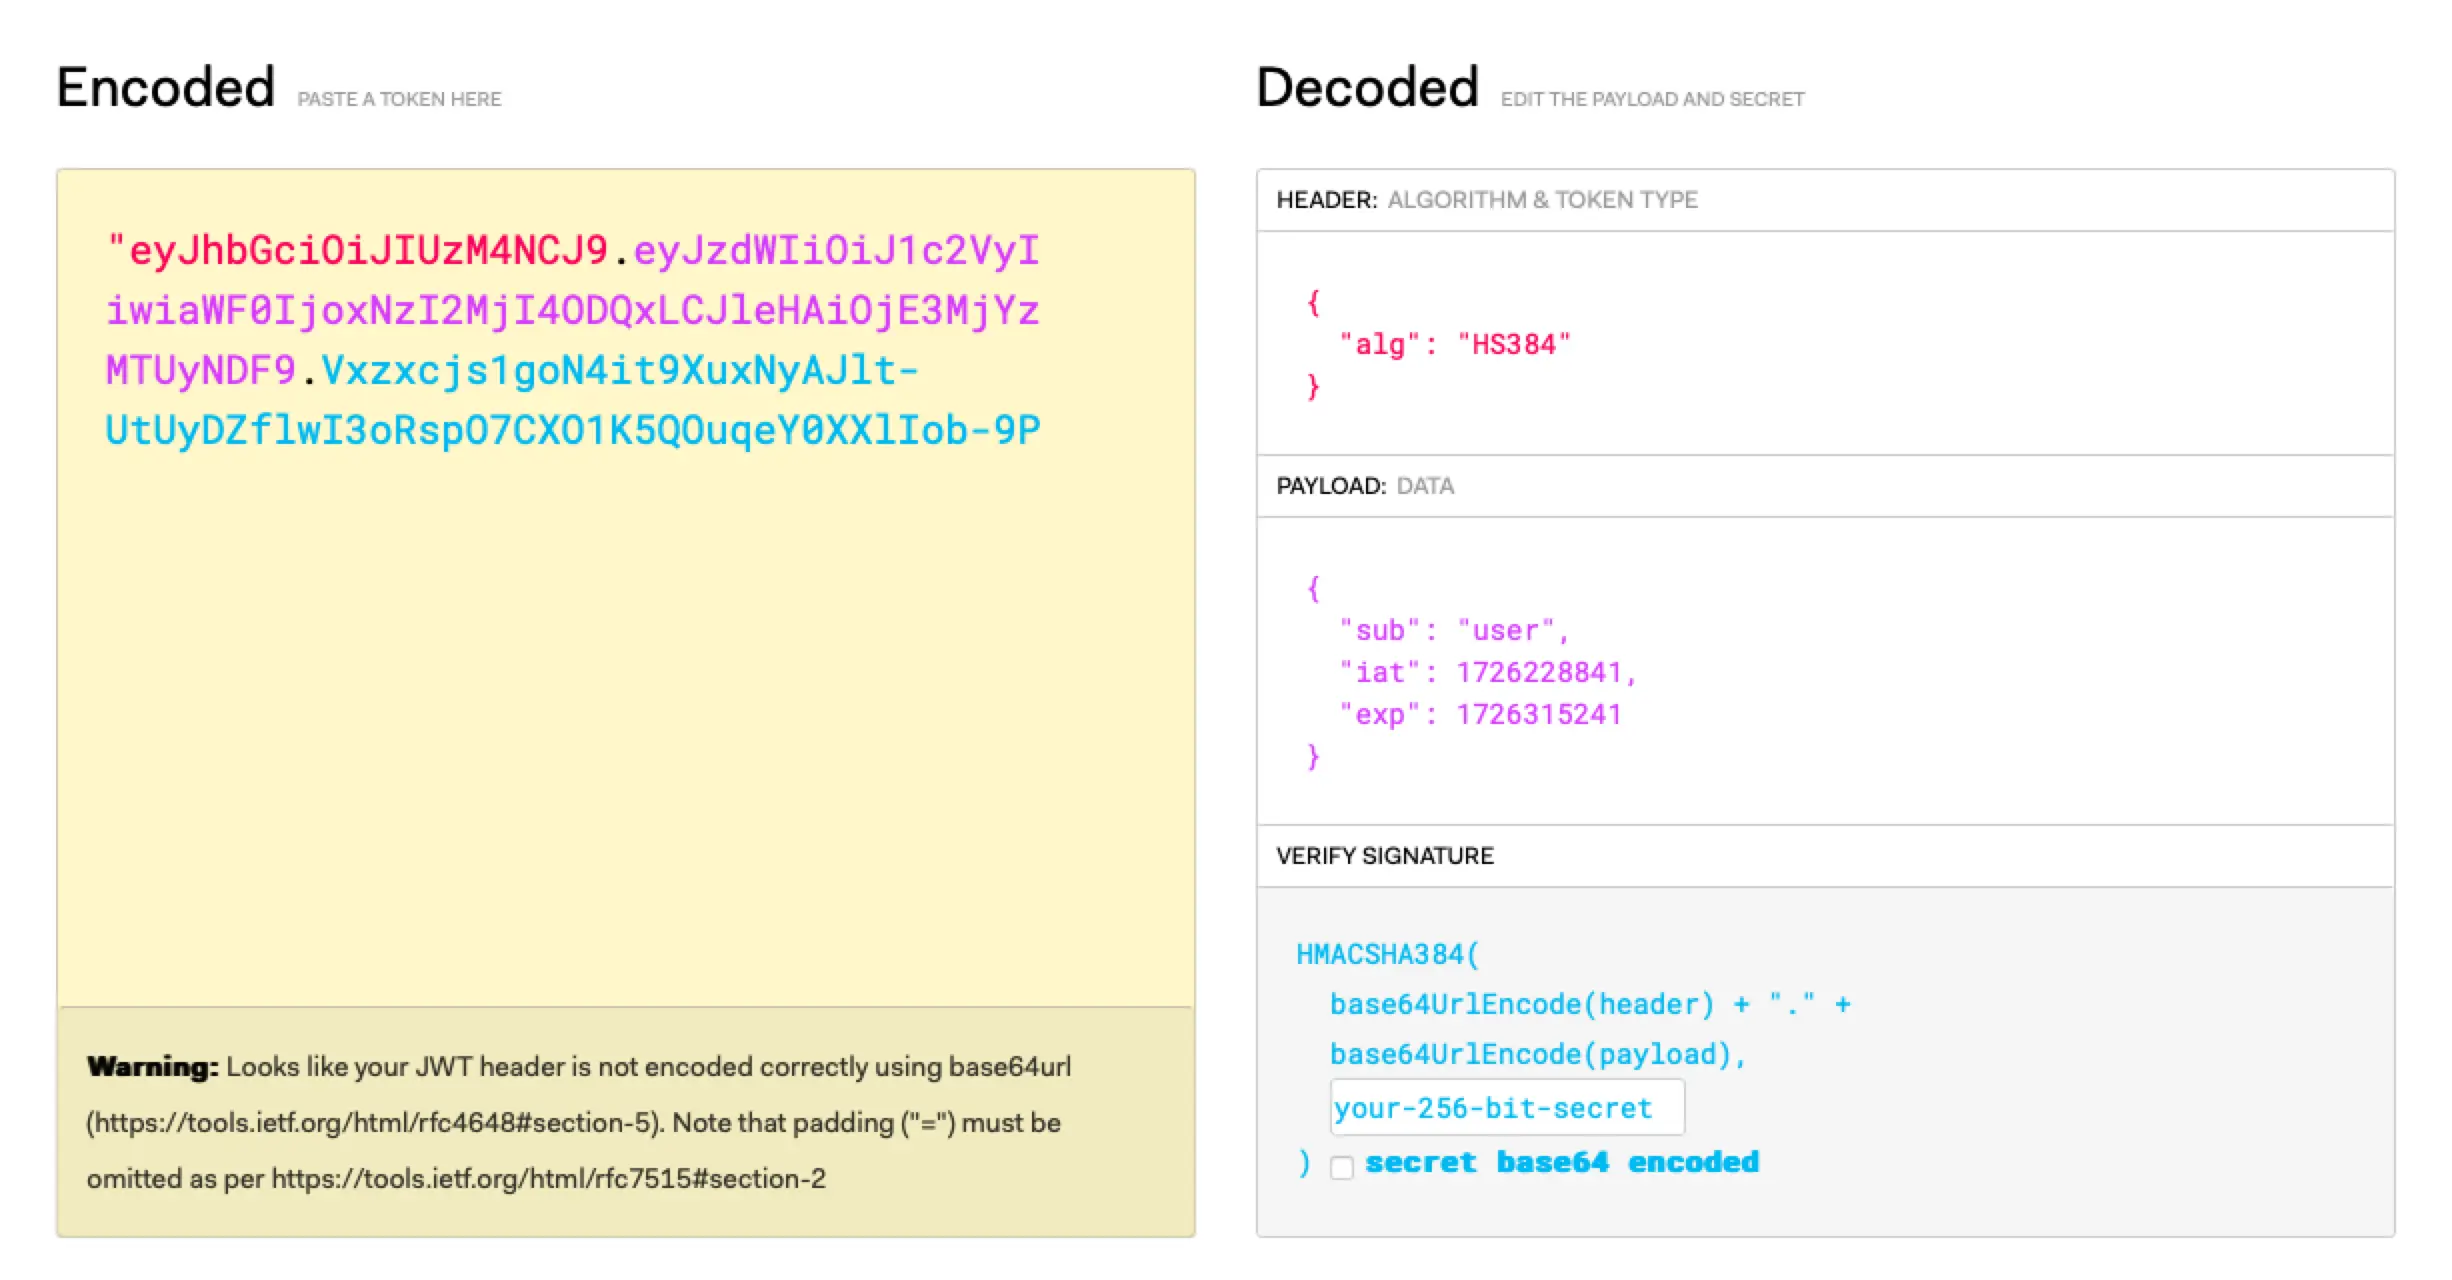 Encoded PASTE A TOKEN HERE
"eyJhbGciOiJIUzM4NCJ9.eyJzdWIiOiJ1c2VyI
iwiaWF0IjoxNzI2MjI4ODQxLCJleHAiOjE3MjYz
MTUyNDF9.Vxzxcjs1goN4it9XuxNyAJlt-
UtUyDZflwI3oRspO7CXO1K5QOuqeY0XXlIob-9P
Warning: Looks like your JWT header is not encoded correctly using base64url
(https://tools.ietf.org/html/rfc4648#section-5). Note that padding ("=") must be
omitted as per https://tools.ietf.org/html/rfc7515#section-2
Decoded EDIT THE PAYLOAD AND SECRET
HEADER: ALGORITHM & TOKEN TYPE
{
"alg": "HS384"
}
PAYLOAD: DATA
{
"sub": "user",
"iat": 1726228841,
"exp": 1726315241
}
VERIFY SIGNATURE
HMACSHA384(
base64UrlEncode(header) + "." +
base64UrlEncode(payload),
your-256-bit-secret
) secret base64 encoded